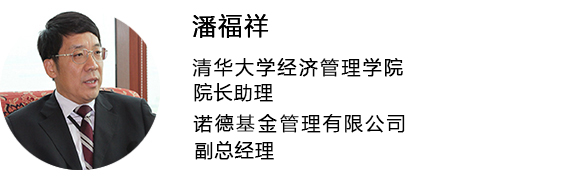 潘福祥
清华大学经济管理学院
院长助理
诺德基金管理有限公司
副总经理